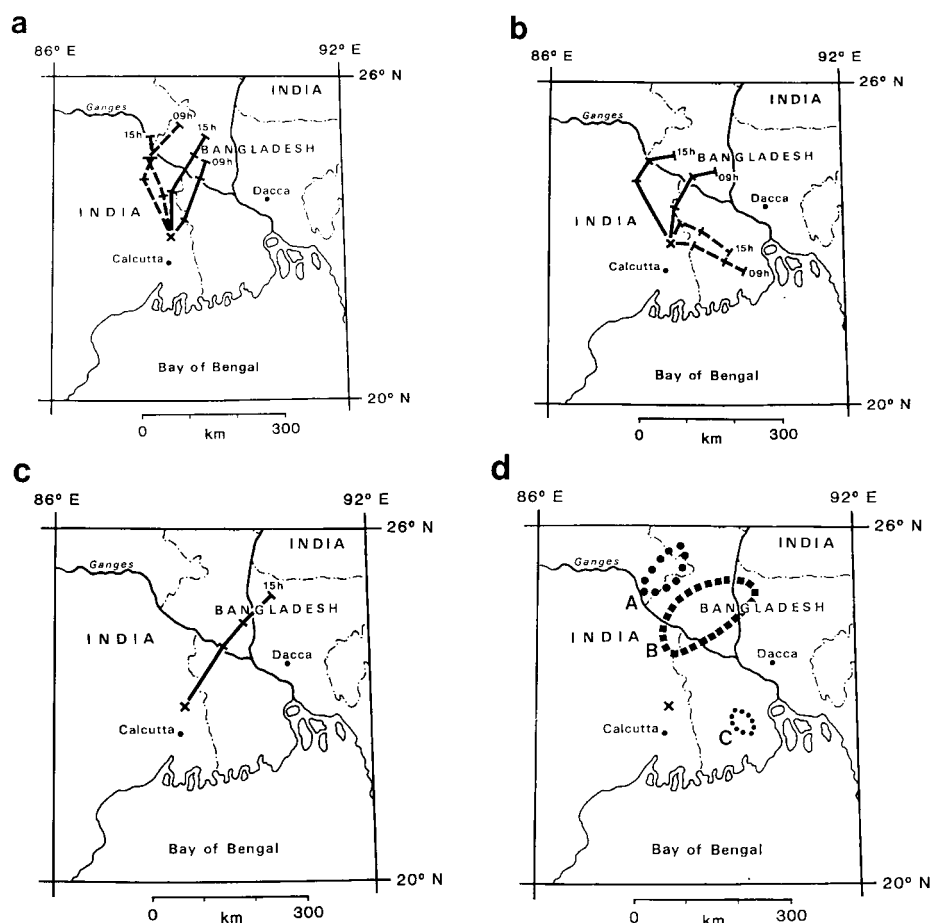 a
86° E
92° E
26° N
INDIA
Ganges
09h
15h
15h
BANGLADESH
09h
Dacca
INDIA
Calcutta
Bay of Bengal
20° N
0
300
km
b
86° E
92° E
26° N
INDIA
Ganges
15h
BANGLADESH
09h
Dacca
INDIA
15h
Calcutta
09h
Bay of Bengal
20° N
0
300
km
c
86° E
92° E
26° N
INDIA
Ganges
15h
BANGLADESH
INDIA
Dacca
Calcutta
Bay of Bengal
20° N
0
300
km
d
86° E
92° E
26° N
INDIA
Ganges
A
BANGLADESH
INDIA
B
Dacca
Calcutta
C
Bay of Bengal
20° N
0
300
km